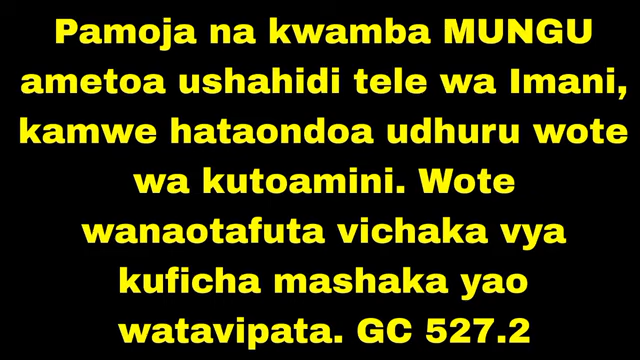 Pamoja na kwamba MUNGU
ametoa ushahidi tele wa Imani,
kamwe hataondoa udhuru wote
wa kutoamini. Wote
wanaotafuta vichaka vya
kuficha mashaka yao
watavipata. GC 527.2